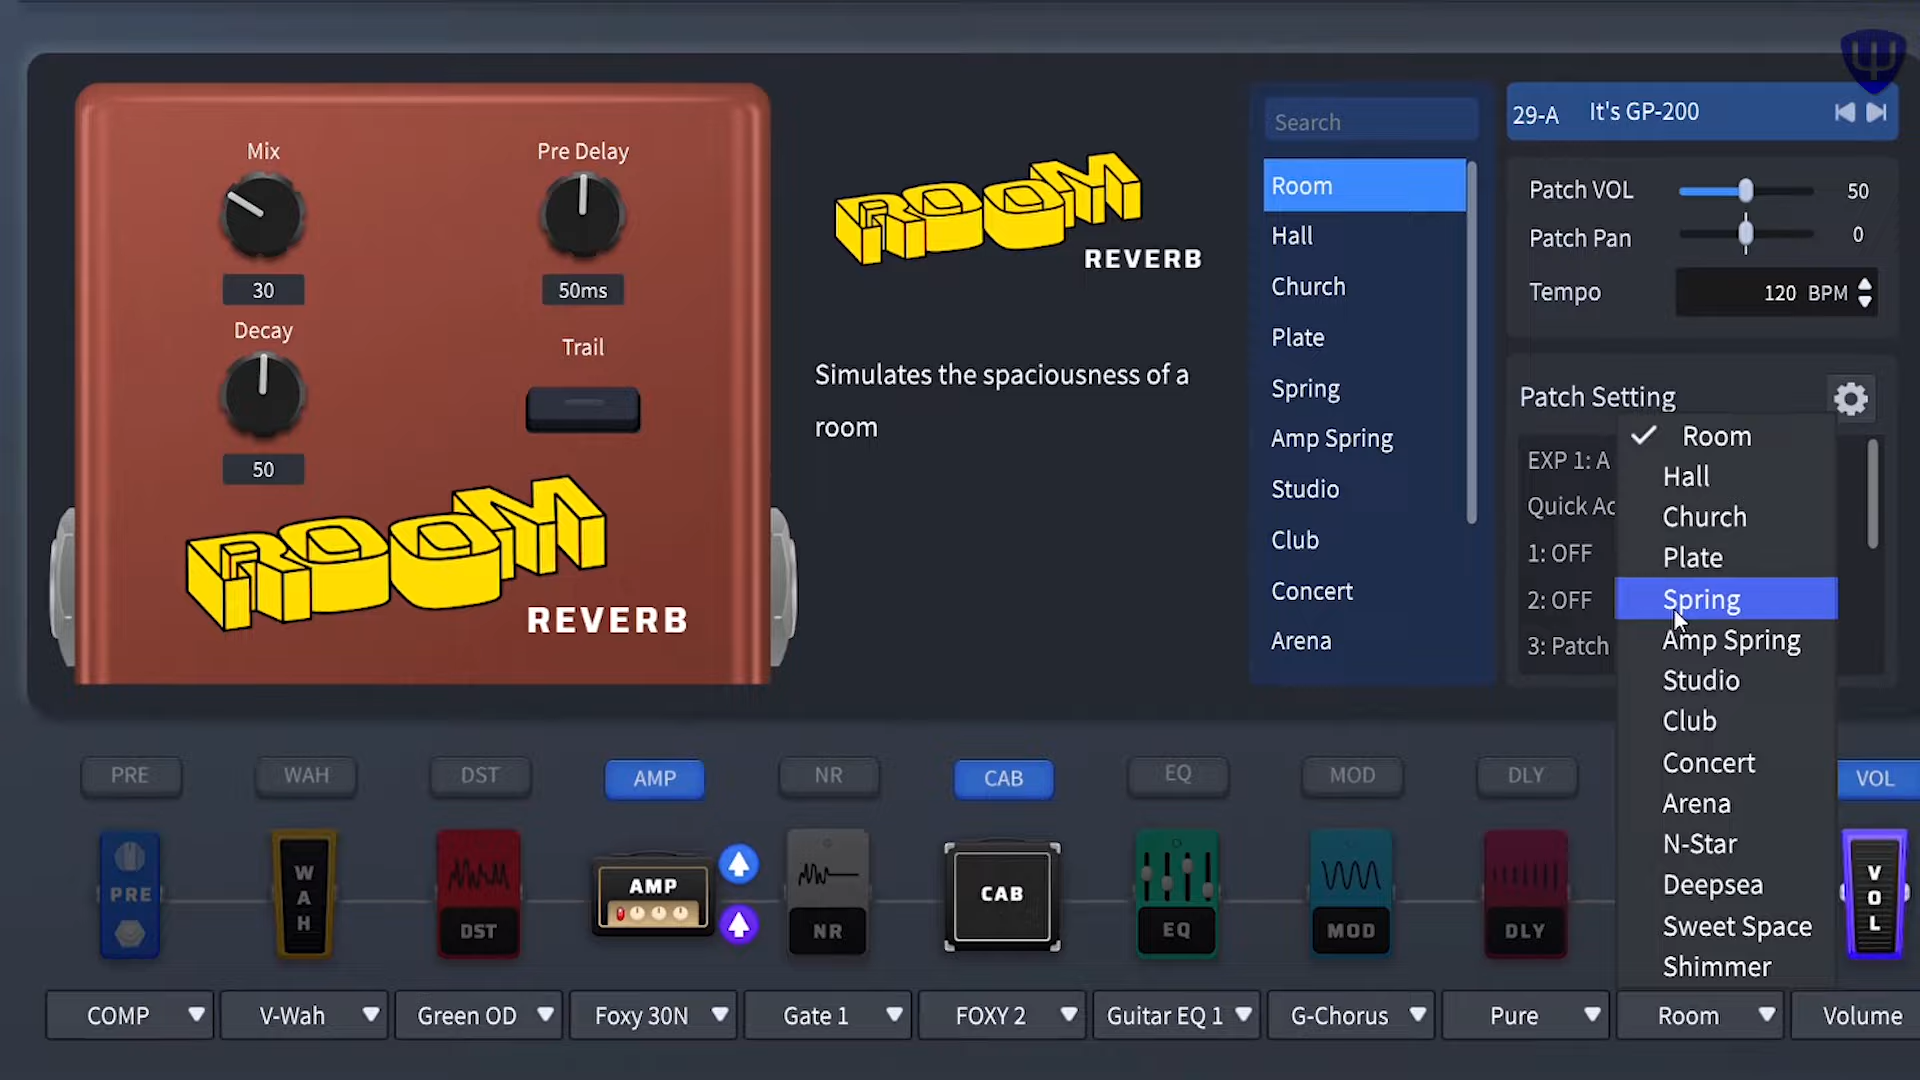 Mix
Pre Delay
30
50ms
Decay
Trail
50
ROOM
REVERB
ROOM
REVERB
Simulates the spaciousness of a
room
Search
Room
Hall
Church
Plate
Spring
Amp Spring
Studio
Club
Concert
Arena
29-A It's GP-200
Patch VOL 50
Patch Pan 0
Tempo 120 BPM
Patch Setting
EXP 1: A
Quick Ac
1: OFF
2: OFF
3: Patch
Room
Hall
Church
Plate
Spring
Amp Spring
Studio
Club
Concert
Arena
N-Star
Deepsea
Sweet Space
Shimmer
PRE WAH DST AMP NR CAB EQ MOD DLY VOL
PRE WAH DST AMP NR CAB EQ MOD DLY VOL
COMP V-Wah Green OD Foxy 30N Gate 1 FOXY 2 Guitar EQ 1 G-Chorus Pure Room Volume